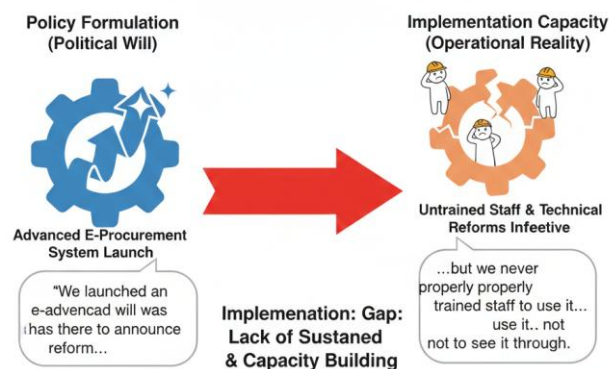 Policy Formulation
(Political Will)
Implementation Capacity
(Operational Reality)
Advanced E-Procurement
System Launch
Untrained Staff & Technical
Reforms Infeetive
"We launched an
e-advencad will was
has there to announce
reform...
Implemenation: Gap:
Lack of Sustaned
& Capacity Building
...but we never
properly properly
trained staff to use it...
use it.. not
not to see it through.